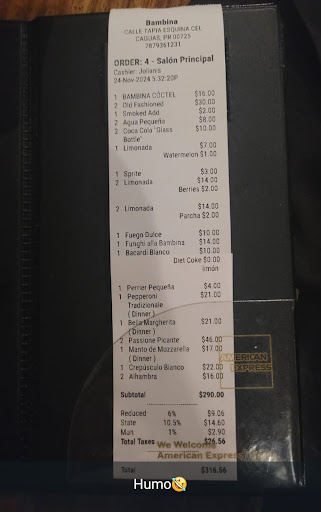 Bambina
CALLE TAPIA ESQUINA CEL
CAGUAS, PR 00725
7879361231
ORDER: 4 - Salón Principal
Cashier: Jolianis
24 Nov-2024 5:32:20P
1 BAMBINA CÓCTEL $16.00
2 Old Fashioned $30.00
1 Smoked Add $2.00
2 Agua Pequeña $8.00
2 Coca Cola "Glass $10.00
Bottle"
1 Limonada $7.00
Watermelon $1.00
1 Sprite $3.00
2 Limonada $14.00
Berries $2.00
2 Limonada $14.00
Parcha $2.00
1 Fuego Dulce $10.00
1 Funghi alla Bambina $14.00
1 Bacardi Blanco $10.00
Diet Coke $0.00
limón
1 Perrier Pequeña $4.00
1 Pepperoni $21.00
Tradizionale
( Dinner )
1 Bella Margherita $21.00
( Dinner )
2 Passione Picante $46.00
1 Manto de Mozzarella $17.00
( Dinner )
1 Crepúsculo Bianco $22.00
2 Alhambra $16.00
Subtotal $290.00
Reduced 6% $9.06
State 10.5% $14.60
Mun 1% $2.90
Total Taxes $26.56
Total $316.56
AMERICAN
EXPRESS
We Welcome
American Express
Humo🤣